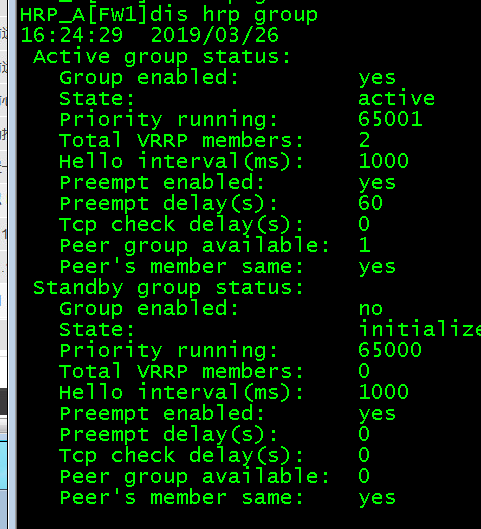 HRP_A[FW1]dis hrp group
16:24:29 2019/03/26
Active group status:
Group enabled: yes
State: active
Priority running: 65001
Total VRRP members: 2
Hello interval(ms): 1000
Preempt enabled: yes
Preempt delay(s): 60
Tcp check delay(s): 0
Peer group available: 1
Peer's member same: yes
Standby group status:
Group enabled: no
State: initialize
Priority running: 65000
Total VRRP members: 0
Hello interval(ms): 1000
Preempt enabled: yes
Preempt delay(s): 0
Tcp check delay(s): 0
Peer group available: 0
Peer's member same: yes